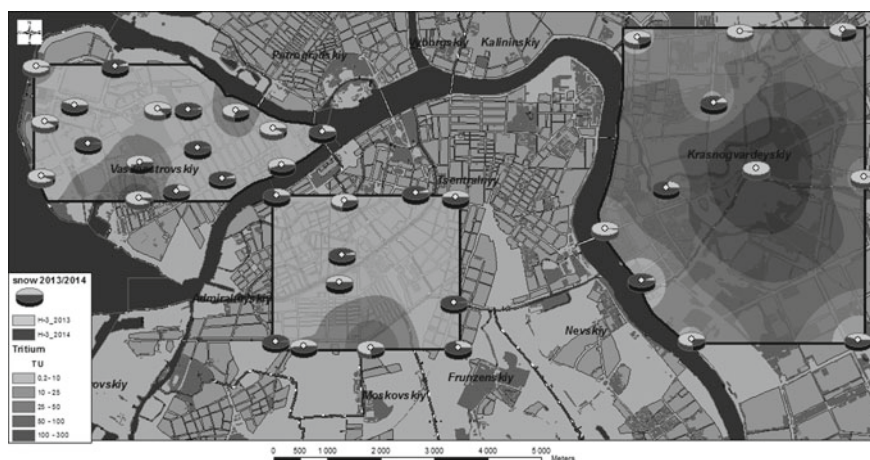 Petrogradskiy
Vyborgskiy
Kalininskiy
Krasnogvardeyskiy
Tsentralnyy
Admiralteyskiy
Nevskiy
Frunzenskiy
Moskovskiy
snow 2013/2014
H-3_2013
H-3_2014
Tritium
TU
0,2 - 10
10 - 25
25 - 50
50 - 100
100 - 300
0 500 1 000 2 000 3 000 4 000 5 000
Meters